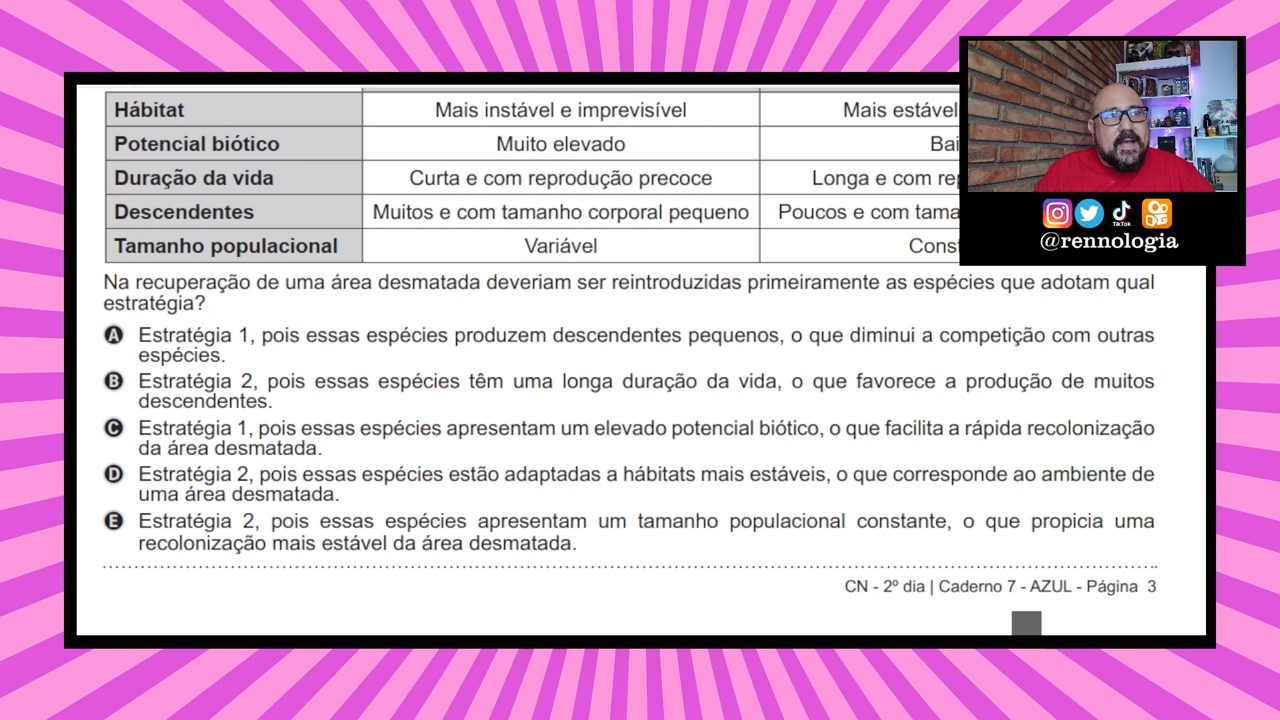 Hábitat Mais instável e imprevisível Mais estável
Potencial biótico Muito elevado
Duração da vida Curta e com reprodução precoce Longa e com
Descendentes Muitos e com tamanho corporal pequeno Poucos e com
Tamanho populacional Variável
TikTok
@rennologia
Na recuperação de uma área desmatada deveriam ser reintroduzidas primeiramente as espécies que adotam qual
estratégia?
A Estratégia 1, pois essas espécies produzem descendentes pequenos, o que diminui a competição com outras
espécies.
B Estratégia 2, pois essas espécies têm uma longa duração da vida, o que favorece a produção de muitos
descendentes.
C Estratégia 1, pois essas espécies apresentam um elevado potencial biótico, o que facilita a rápida recolonização
da área desmatada.
D Estratégia 2, pois essas espécies estão adaptadas a hábitats mais estáveis, o que corresponde ao ambiente de
uma área desmatada.
E Estratégia 2, pois essas espécies apresentam um tamanho populacional constante, o que propicia uma
recolonização mais estável da área desmatada.
CN - 2º dia | Caderno 7 - AZUL - Página 3